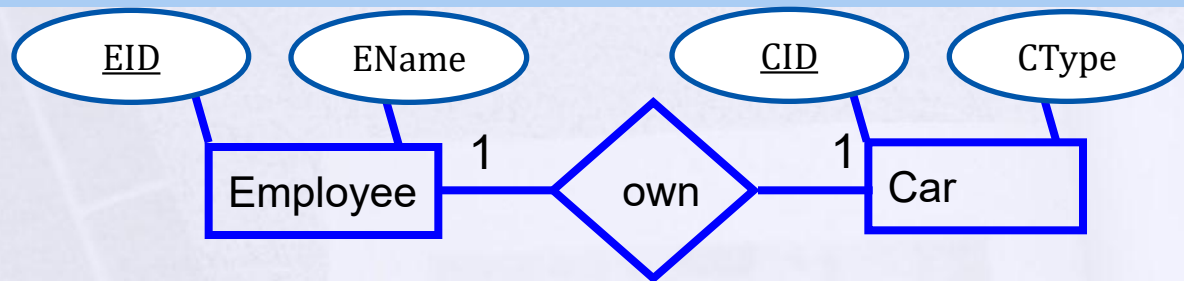 EID EName CID CType
1 1
Employee own Car